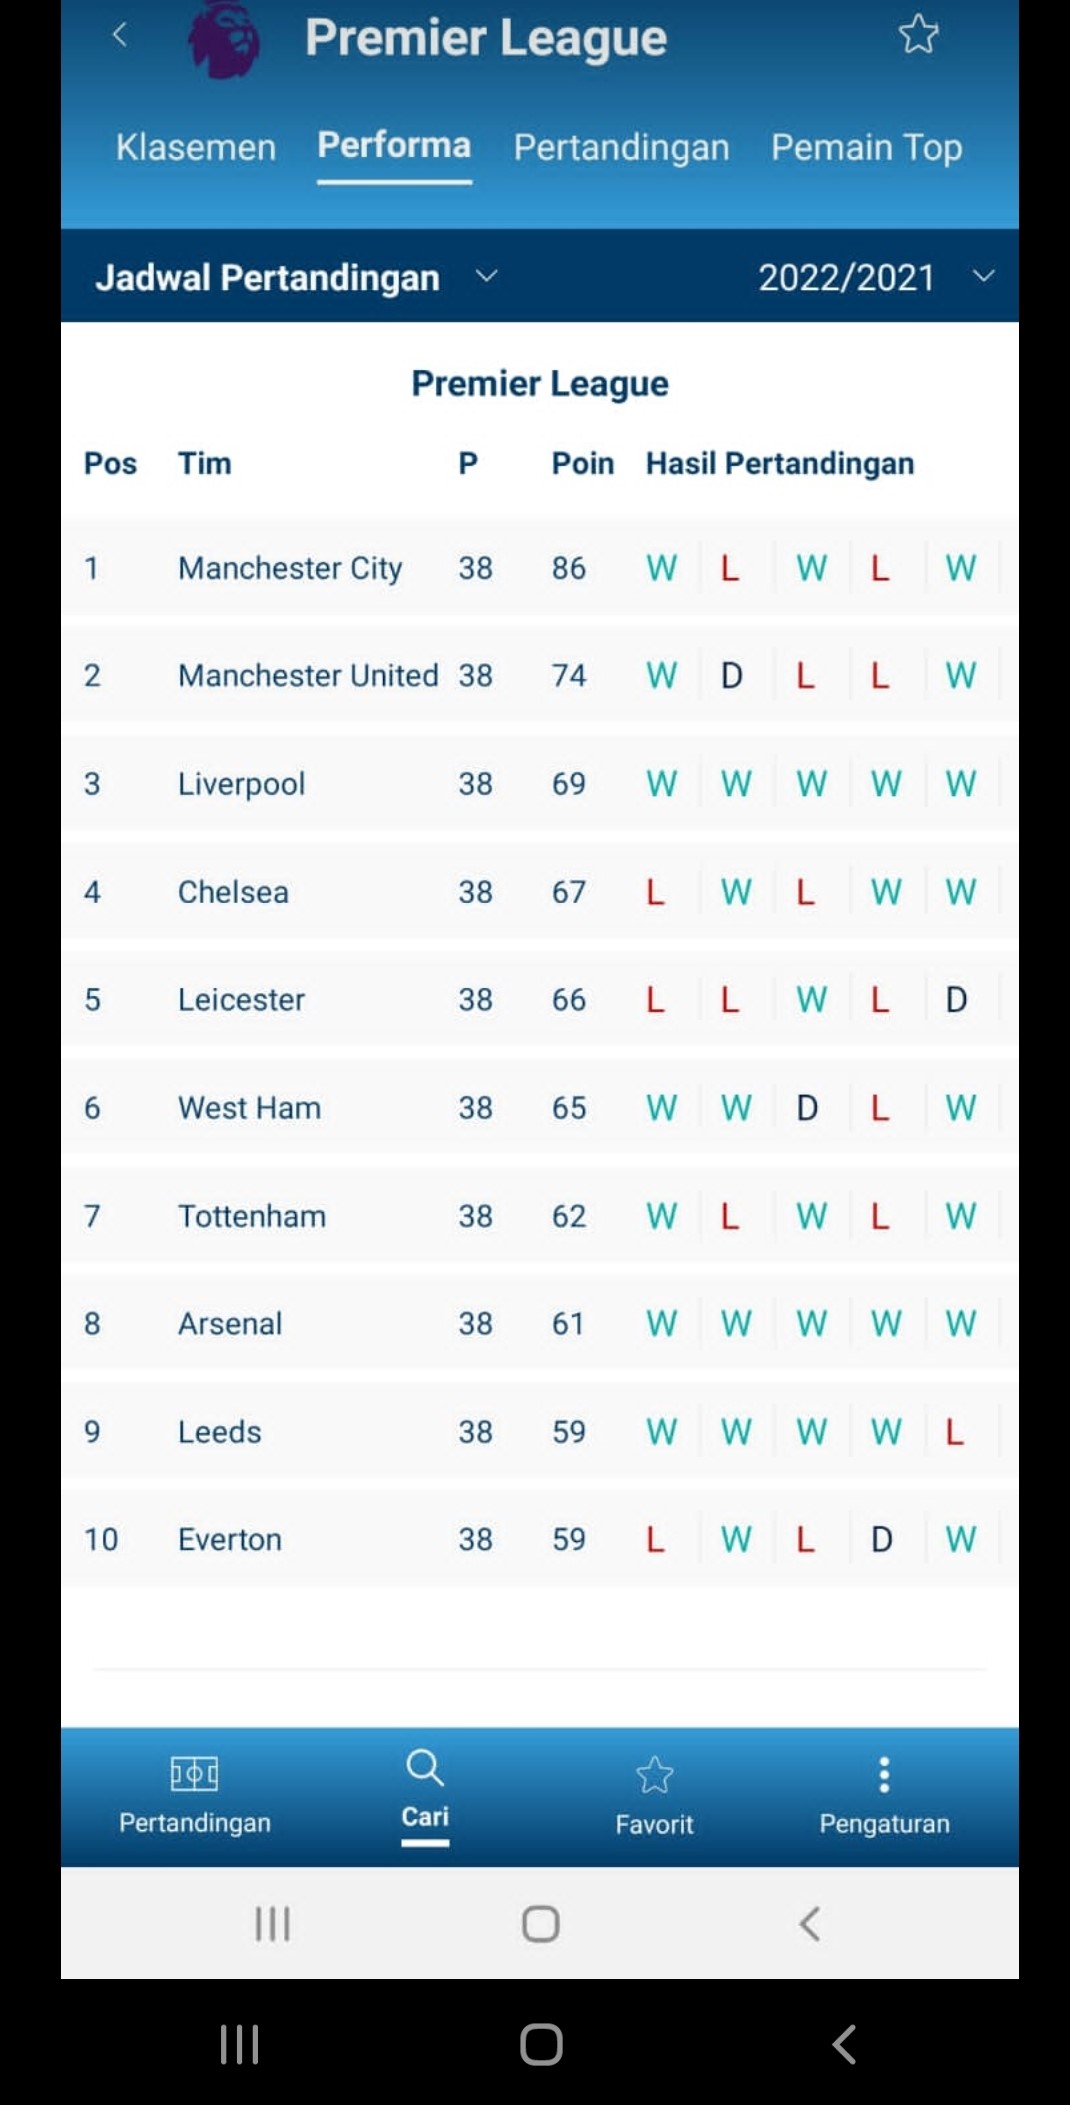 Premier League
Klasemen Performa Pertandingan Pemain Top
Jadwal Pertandingan 2022/2021
Premier League
Pos Tim P Poin Hasil Pertandingan
1 Manchester City 38 86 W L W L W
2 Manchester United 38 74 W D L L W
3 Liverpool 38 69 W W W W W
4 Chelsea 38 67 L W L W W
5 Leicester 38 66 L L W L D
6 West Ham 38 65 W W D L W
7 Tottenham 38 62 W L W L W
8 Arsenal 38 61 W W W W W
9 Leeds 38 59 W W W W L
10 Everton 38 59 L W L D W
Pertandingan Cari Favorit Pengaturan